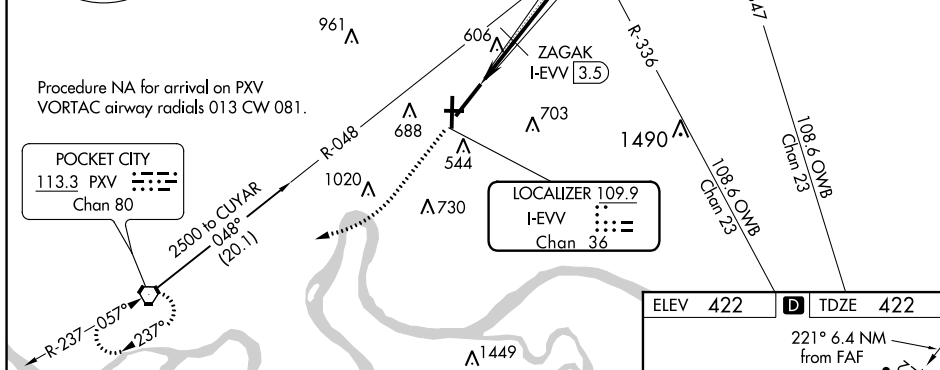 961
606
ZAGAK
I-EVV 3.5
R-336
Procedure NA for arrival on PXV
VORTAC airway radials 013 CW 081.
688
703
1490
108.6 OWB
Chan 23
R-048
544
POCKET CITY
113.3 PXV
Chan 80
1020
730
LOCALIZER 109.9
I-EVV
Chan 36
108.6 OWB
Chan 23
2500 to CUYAR
048°
(20.1)
R-237
057°
237°
1449
ELEV 422 D TDZE 422
221° 6.4 NM
from FAF